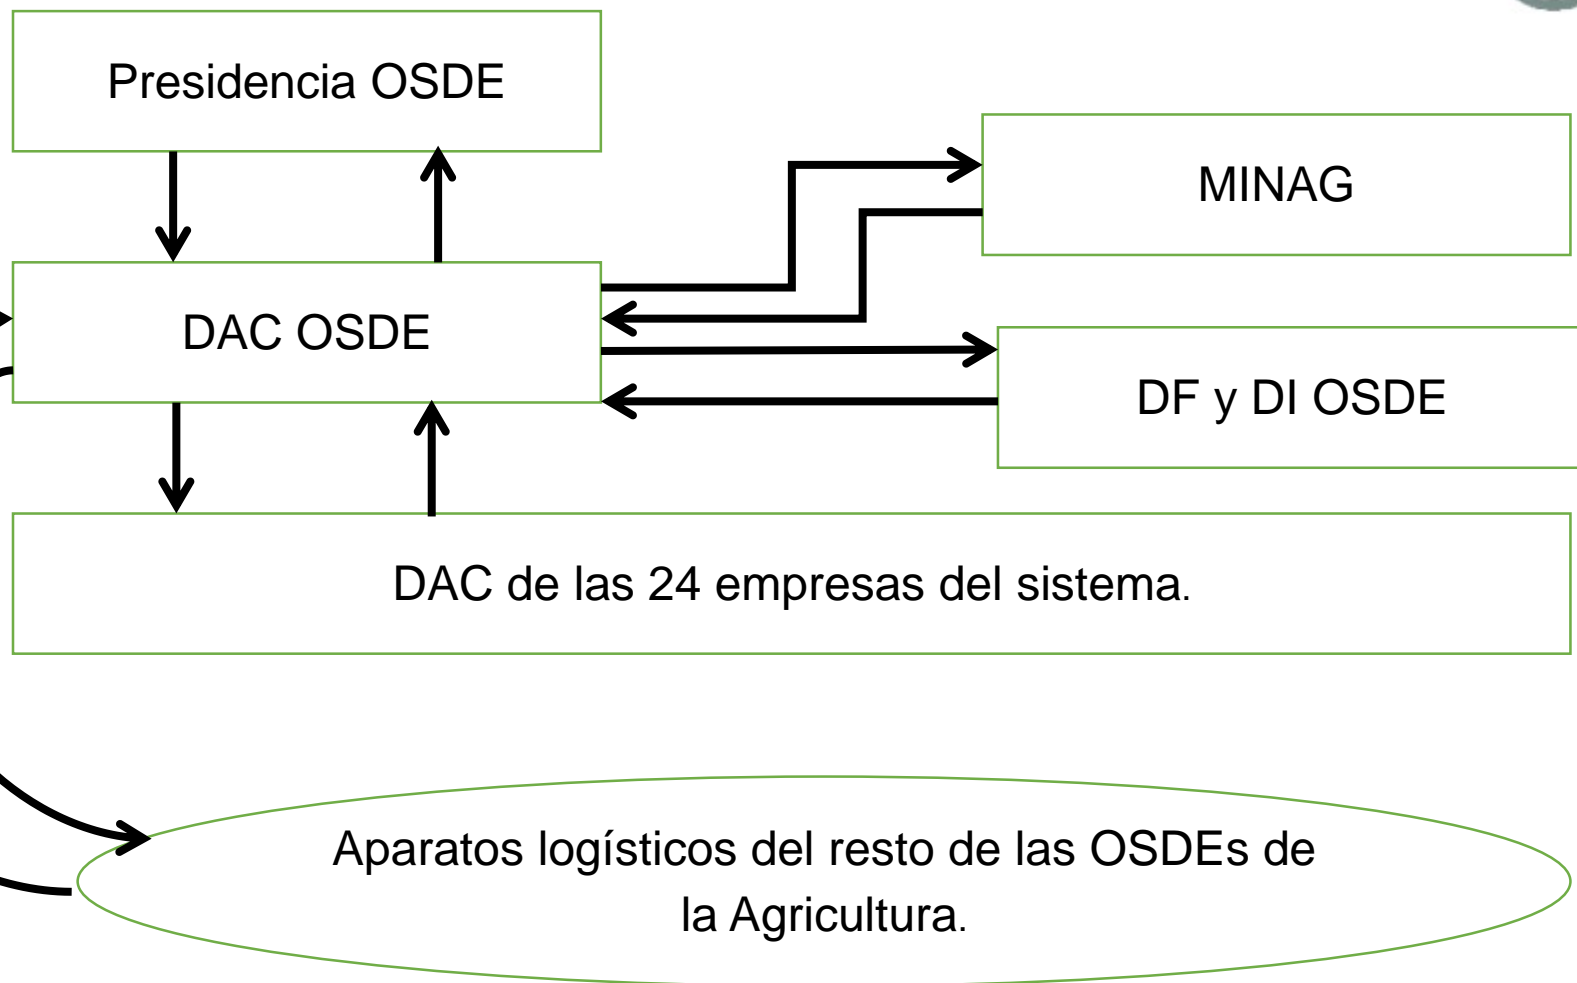 Presidencia OSDE
MINAG
DAC OSDE
DF y DI OSDE
DAC de las 24 empresas del sistema.
Aparatos logísticos del resto de las OSDEs de
la Agricultura.